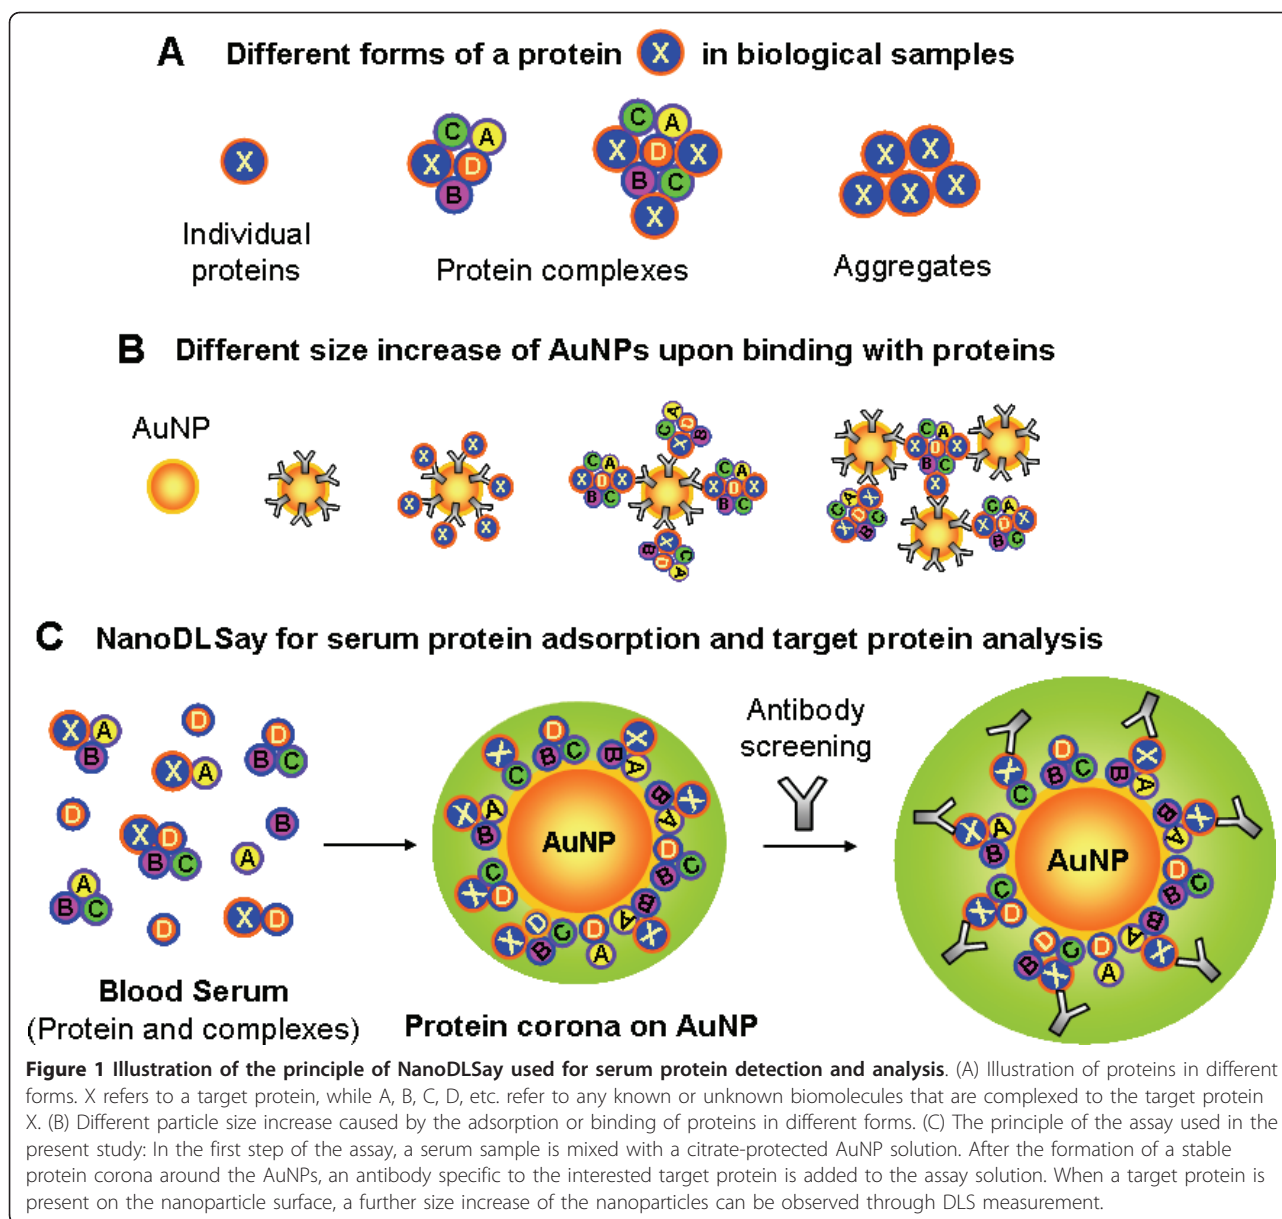 A Different forms of a protein X in biological samples
X
C A X D B
C A X D X B C X
X X X X X
Individual proteins
Protein complexes
Aggregates
B Different size increase of AuNPs upon binding with proteins
AuNP
X X X X X X
A C D B X
C A X D X B C
C A X D X B C
B X C D A
C A X D X B C X
C A X X D B C
C A X D X B C
C NanoDLSay for serum protein adsorption and target protein analysis
X A B
D
D B C
X A
D
X D B C
B
A
A B C
D
X D
Blood Serum
(Protein and complexes)
AuNP
X C
D B C
X B A
X A B
B X A
D B C
C X D
D X B C
D A
A B X
Protein corona on AuNP
Antibody
screening
AuNP
X C
D B C
X B A
X A B
B X A
D B C
C X D
D B C X
D A
A B X
Figure 1 Illustration of the principle of NanoDLSay used for serum protein detection and analysis. (A) Illustration of proteins in different
forms. X refers to a target protein, while A, B, C, D, etc. refer to any known or unknown biomolecules that are complexed to the target protein
X. (B) Different particle size increase caused by the adsorption or binding of proteins in different forms. (C) The principle of the assay used in the
present study: In the first step of the assay, a serum sample is mixed with a citrate-protected AuNP solution. After the formation of a stable
protein corona around the AuNPs, an antibody specific to the interested target protein is added to the assay solution. When a target protein is
present on the nanoparticle surface, a further size increase of the nanoparticles can be observed through DLS measurement.